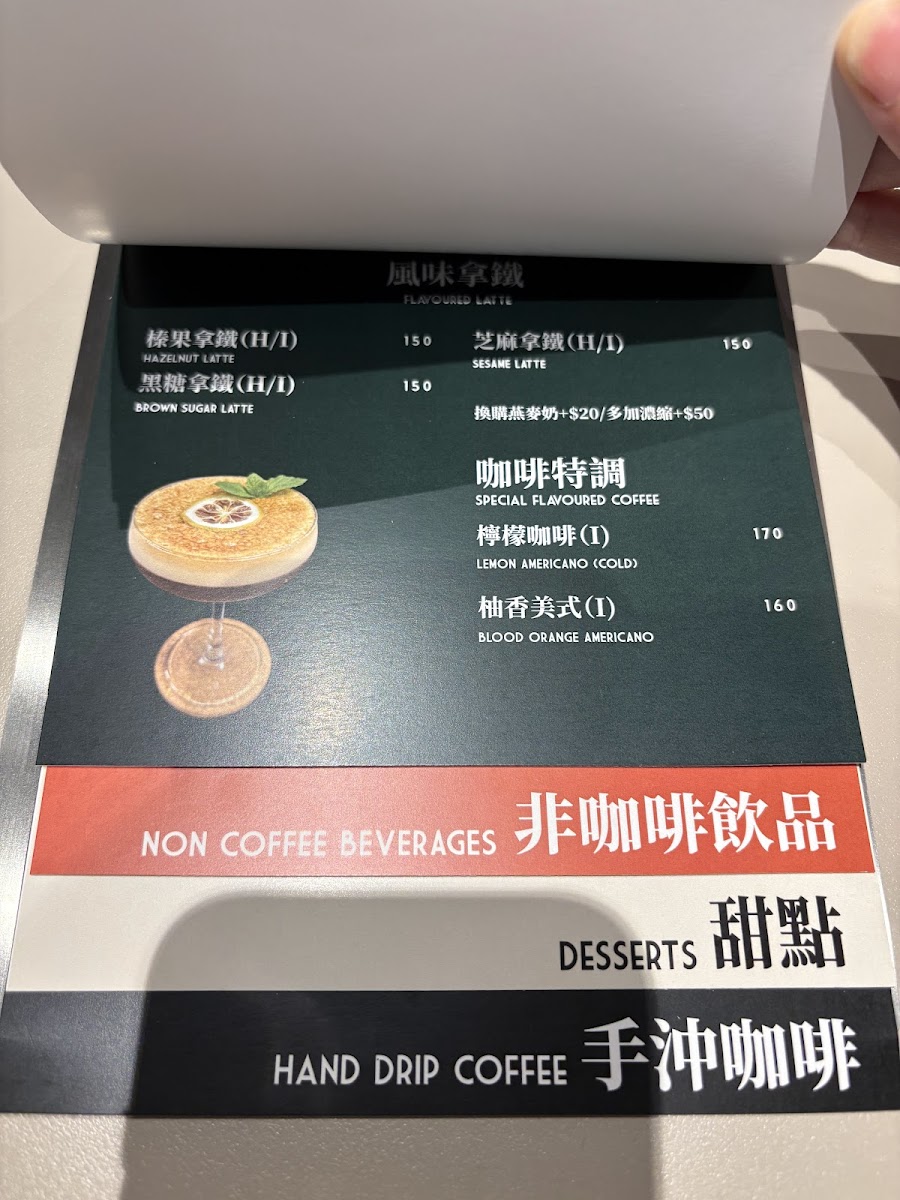 風味拿鐵
FLAVOURED LATTE
榛果拿鐵(H/I) 150
HAZELNUT LATTE
黑糖拿鐵(H/I) 150
BROWN SUGAR LATTE
芝麻拿鐵(H/I) 150
SESAME LATTE
換購燕麥奶+$20/多加濃縮+$50
咖啡特調
SPECIAL FLAVOURED COFFEE
檸檬咖啡(I) 170
LEMON AMERICANO (COLD)
柚香美式(I) 160
BLOOD ORANGE AMERICANO
NON COFFEE BEVERAGES 非咖啡飲品
DESSERTS 甜點
HAND DRIP COFFEE 手沖咖啡